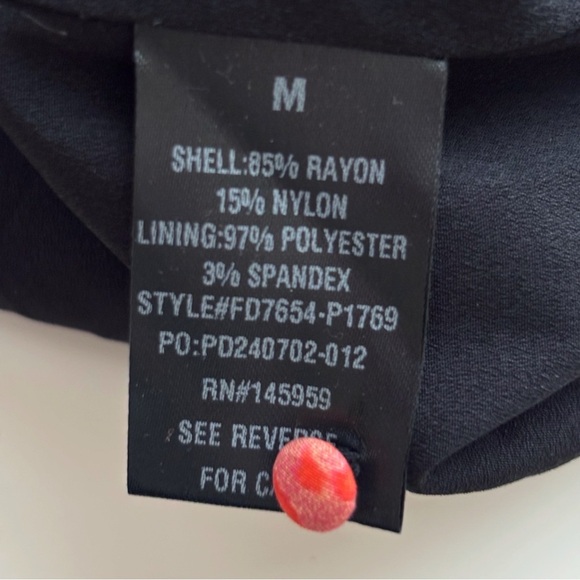 M
SHELL:85% RAYON
15% NYLON
LINING:97% POLYESTER
3% SPANDEX
STYLE#FD7654-P1769
PO:PD240702-012
RN#145959
SEE REVERSE
FOR